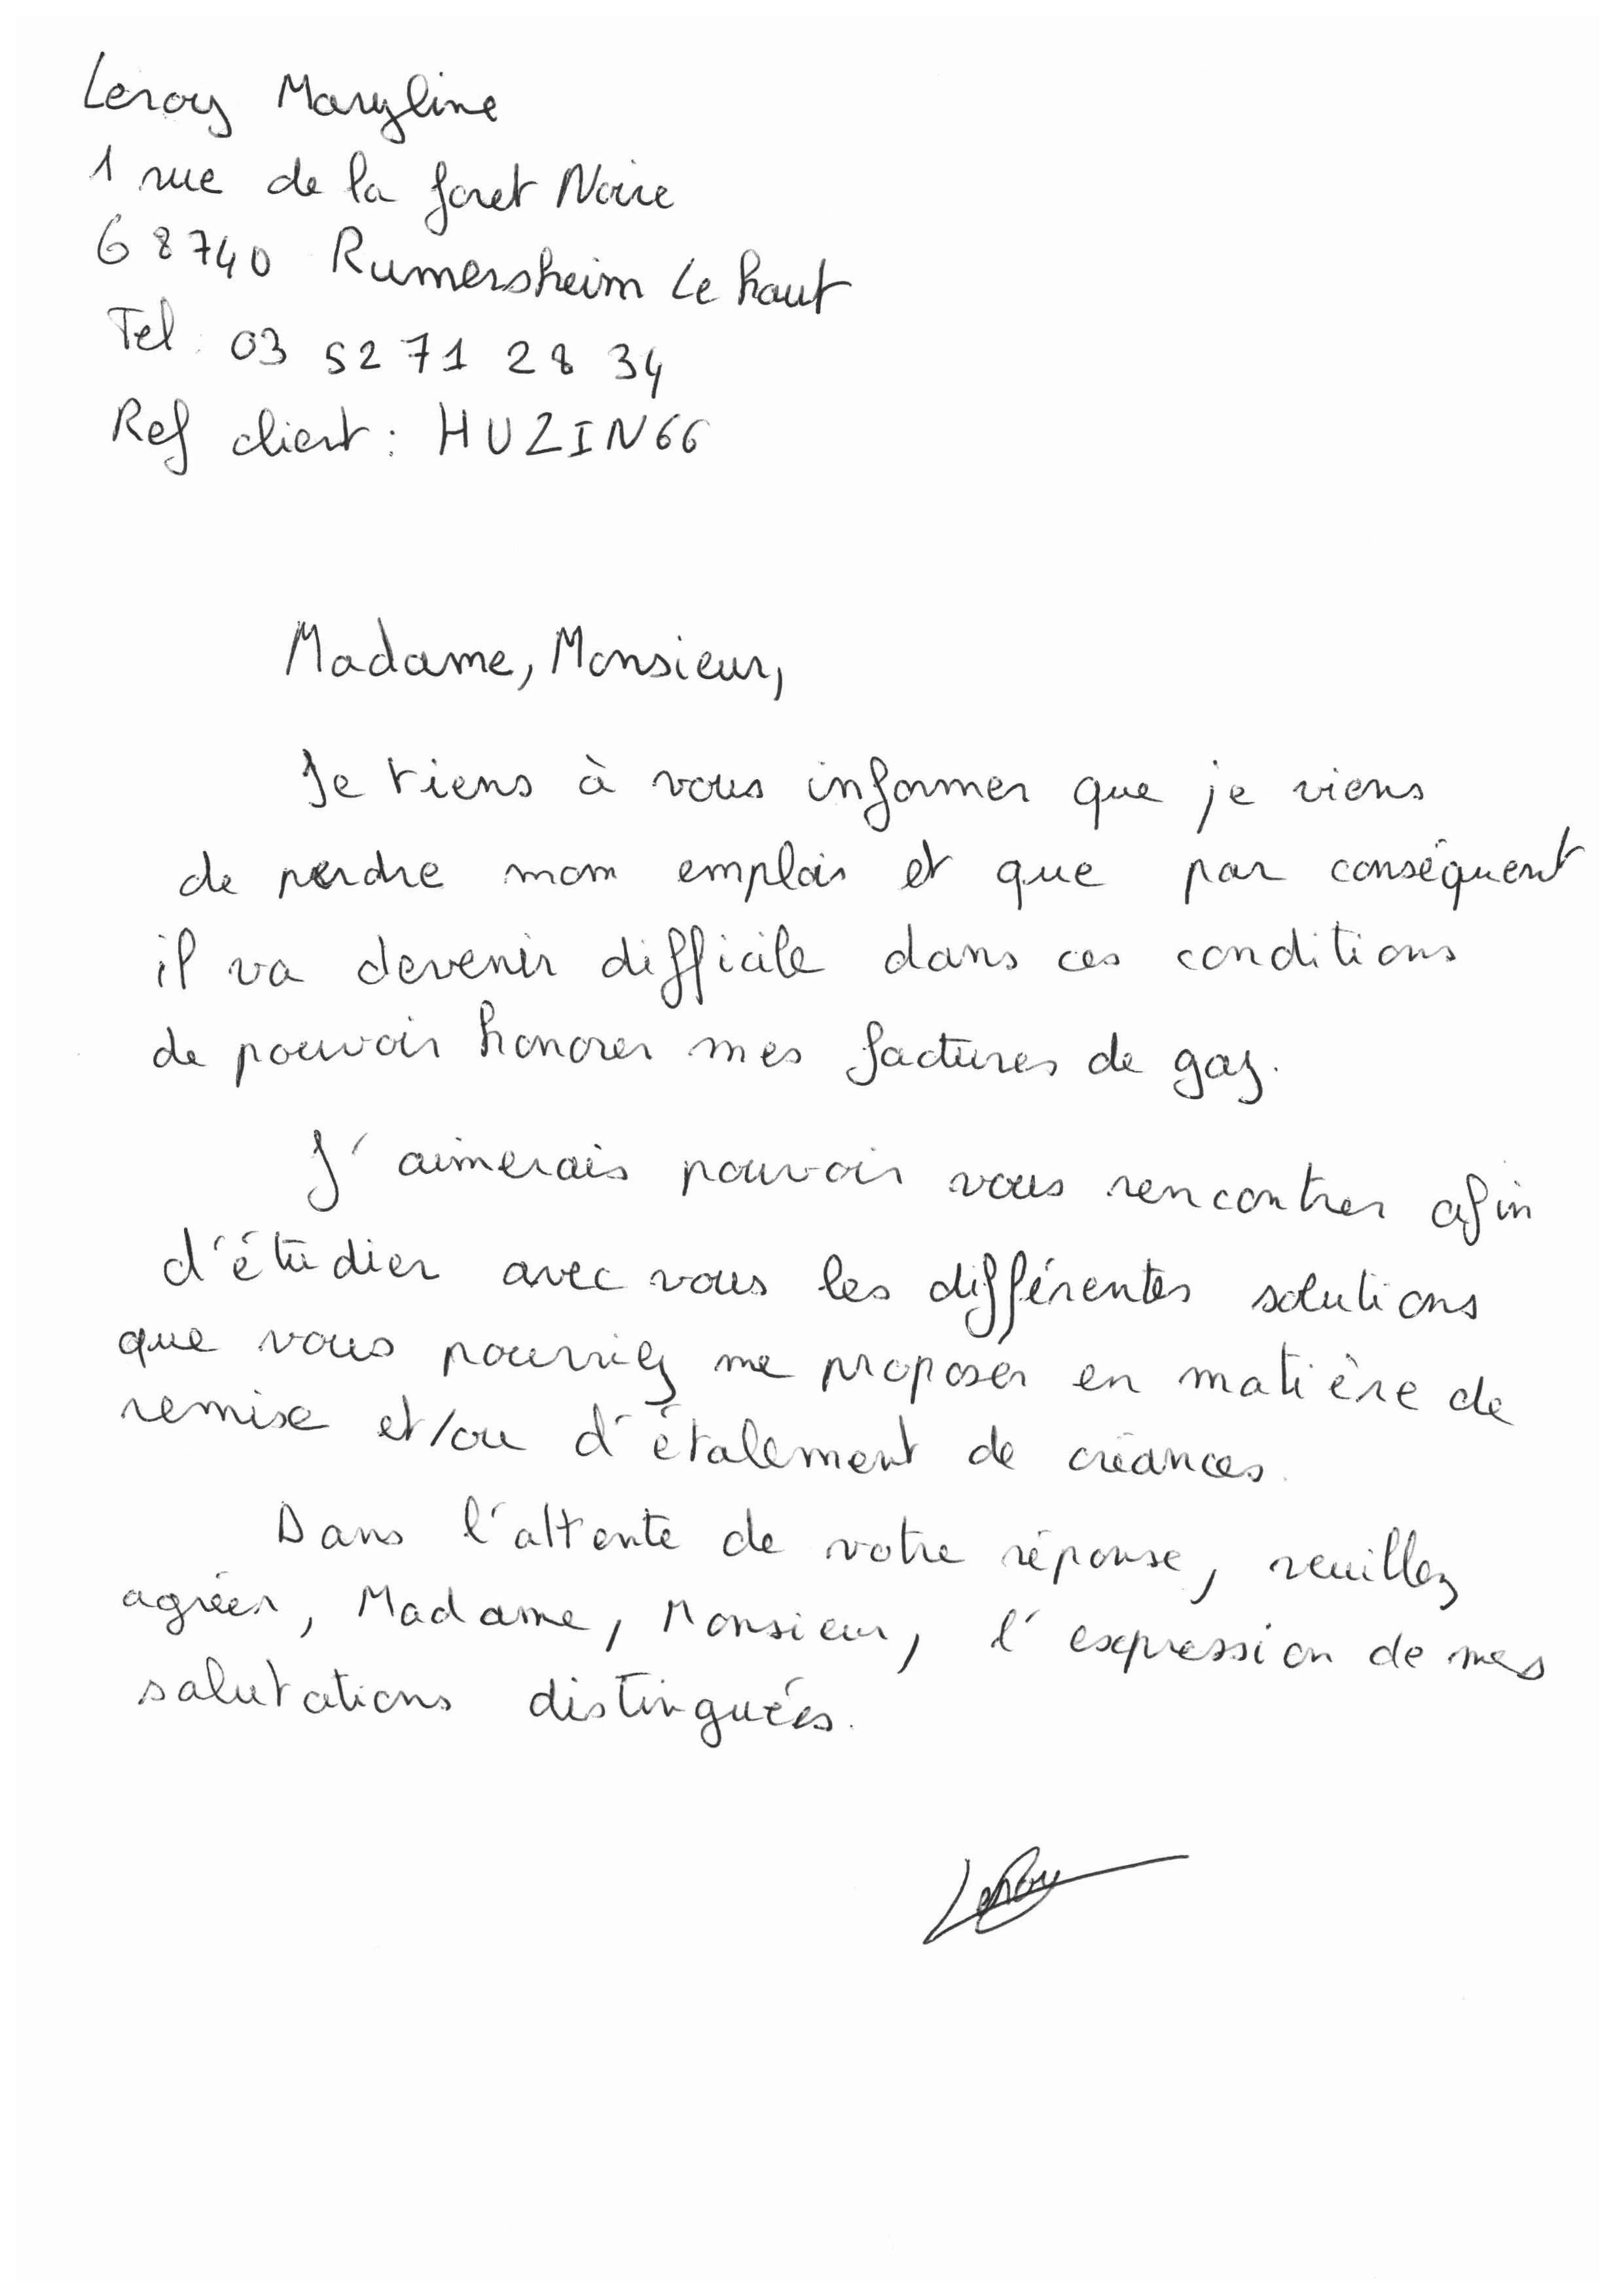 Leroy Maryline
1 rue de la foret Noire
68740 Rumersheim Le haut
Tel : 03 52 71 28 34
Ref client : HUZIN66
Madame, Monsieur,
Je tiens à vous informer que je viens
de perdre mon emploi et que par conséquent
il va devenir difficile dans ces conditions
de pouvoir honorer mes factures de gaz.
J'aimerais pouvoir vous rencontrer afin
d'étudier avec vous les différentes solutions
que vous pourriez me proposer en matière de
remise et/ou d'étalement de créances.
Dans l'attente de votre réponse, veuillez
agréer, Madame, Monsieur, l'expression de mes
salutations distinguées.
Leroy